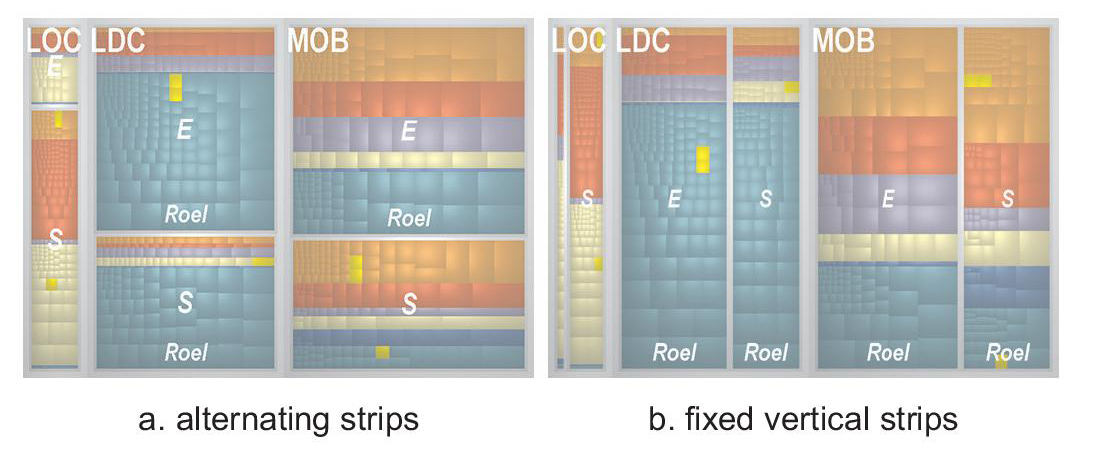 LOC LDC MOB
E
E
E
Roel
Roel
S
S
S
Roel
a. alternating strips
LOC LDC MOB
S E S E S
Roel Roel Roel Roel
b. fixed vertical strips